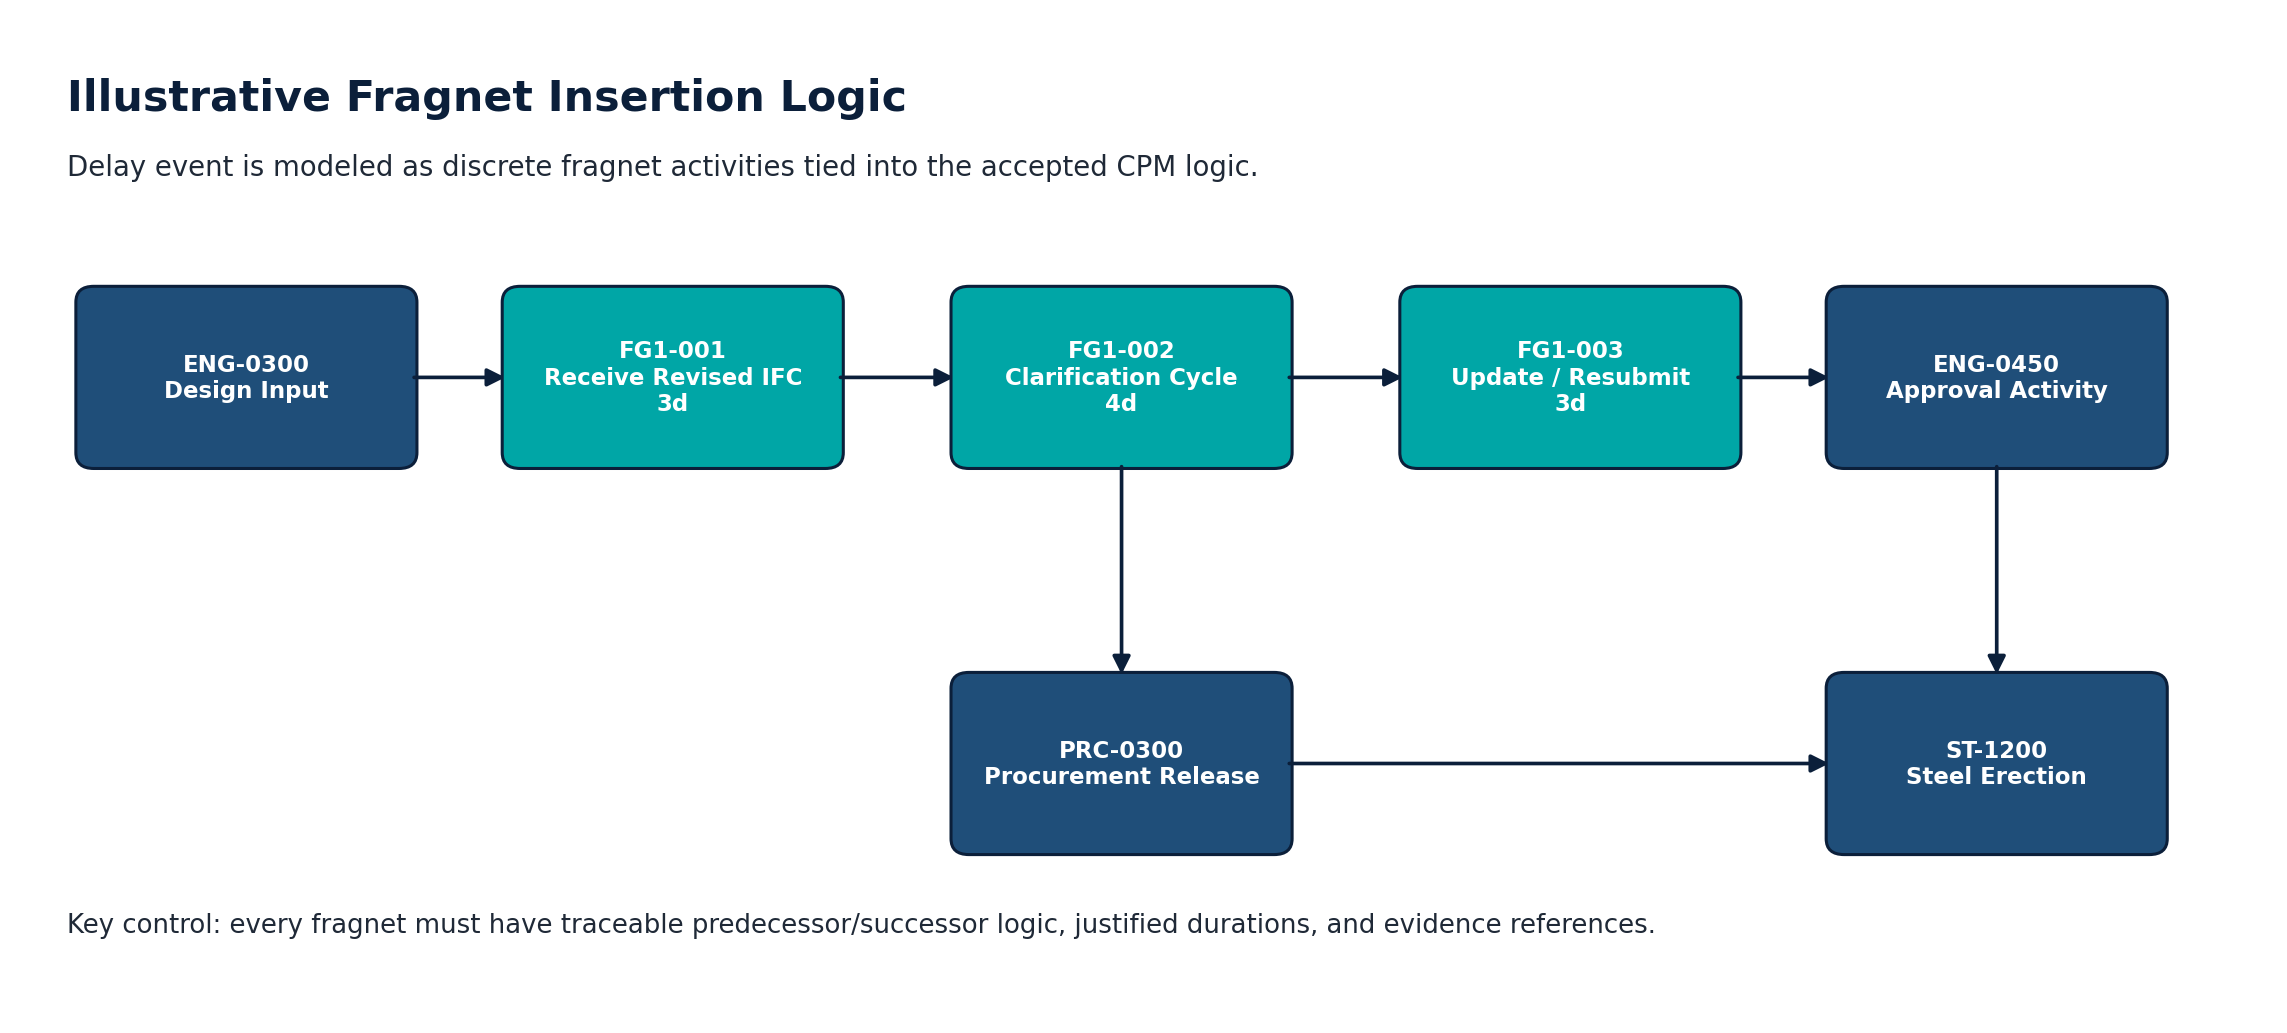 Illustrative Fragnet Insertion Logic
Delay event is modeled as discrete fragnet activities tied into the accepted CPM logic.
ENG-0300
Design Input
FG1-001
Receive Revised IFC
3d
FG1-002
Clarification Cycle
4d
FG1-003
Update / Resubmit
3d
ENG-0450
Approval Activity
PRC-0300
Procurement Release
ST-1200
Steel Erection
Key control: every fragnet must have traceable predecessor/successor logic, justified durations, and evidence references.